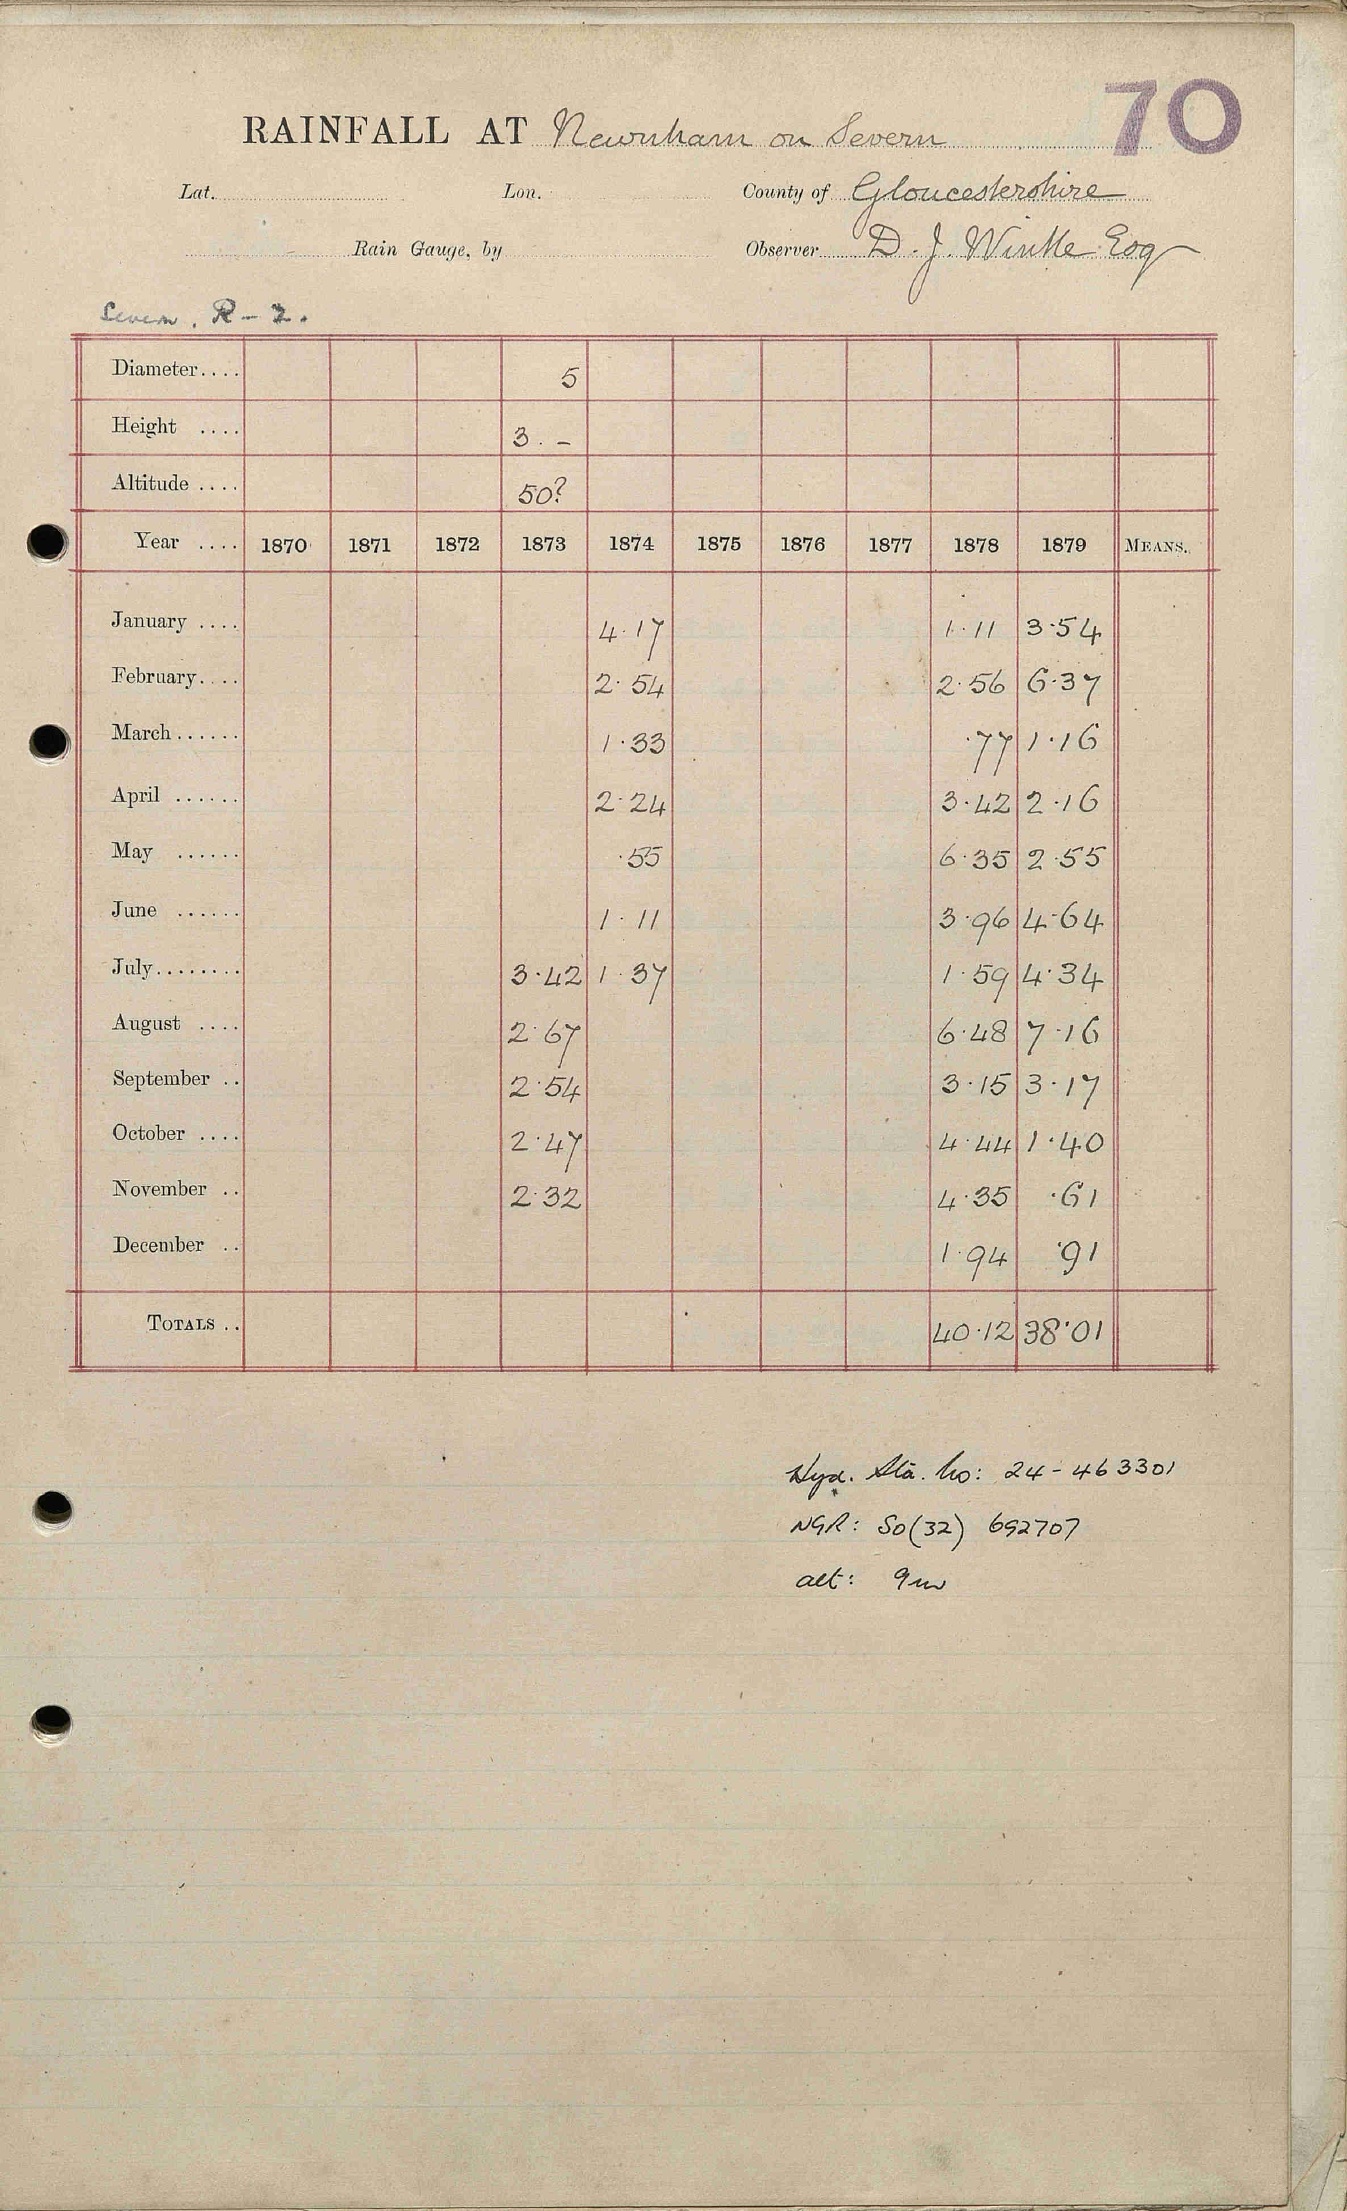 70
RAINFALL AT Newnham on Severn
Lat. Lon. County of Gloucestershire
Rain Gauge, by Observer D. J. Wintle Esq
Severn. R-2.
Diameter.... 5
Height .... 3. -
Altitude .... 50?
Year .... 1870 1871 1872 1873 1874 1875 1876 1877 1878 1879 MEANS.
January .... 4.17 1.11 3.54
February.... 2.54 2.56 6.37
March...... 1.33 .77 1.16
April ...... 2.24 3.42 2.16
May ...... .55 6.35 2.55
June ...... 1.11 3.96 4.64
July........ 3.42 1.37 1.59 4.34
August .... 2.67 6.48 7.16
September .. 2.54 3.15 3.17
October .... 2.47 4.44 1.40
November .. 2.32 4.35 .61
December .. 1.94 .91
TOTALS .. 40.12 38.01
Hyd. Sta. No: 24-463301
NGR: SO(32) 692707
alt: 9m